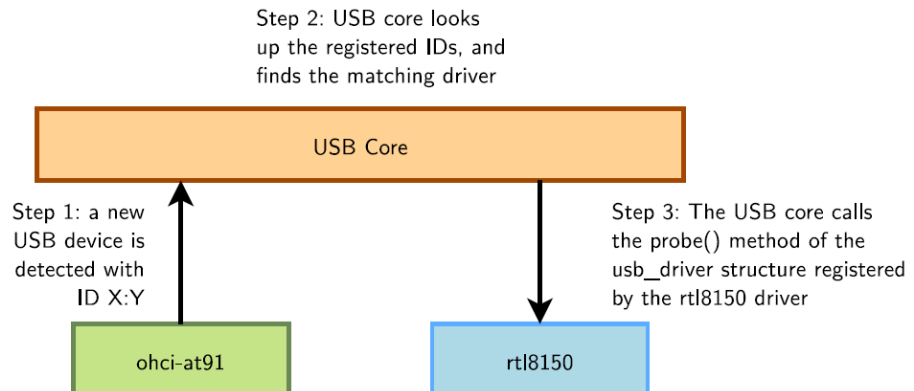 Step 2: USB core looks
up the registered IDs, and
finds the matching driver
USB Core
Step 1: a new
USB device is
detected with
ID X:Y
Step 3: The USB core calls
the probe() method of the
usb_driver structure registered
by the rtl8150 driver
ohci-at91
rtl8150